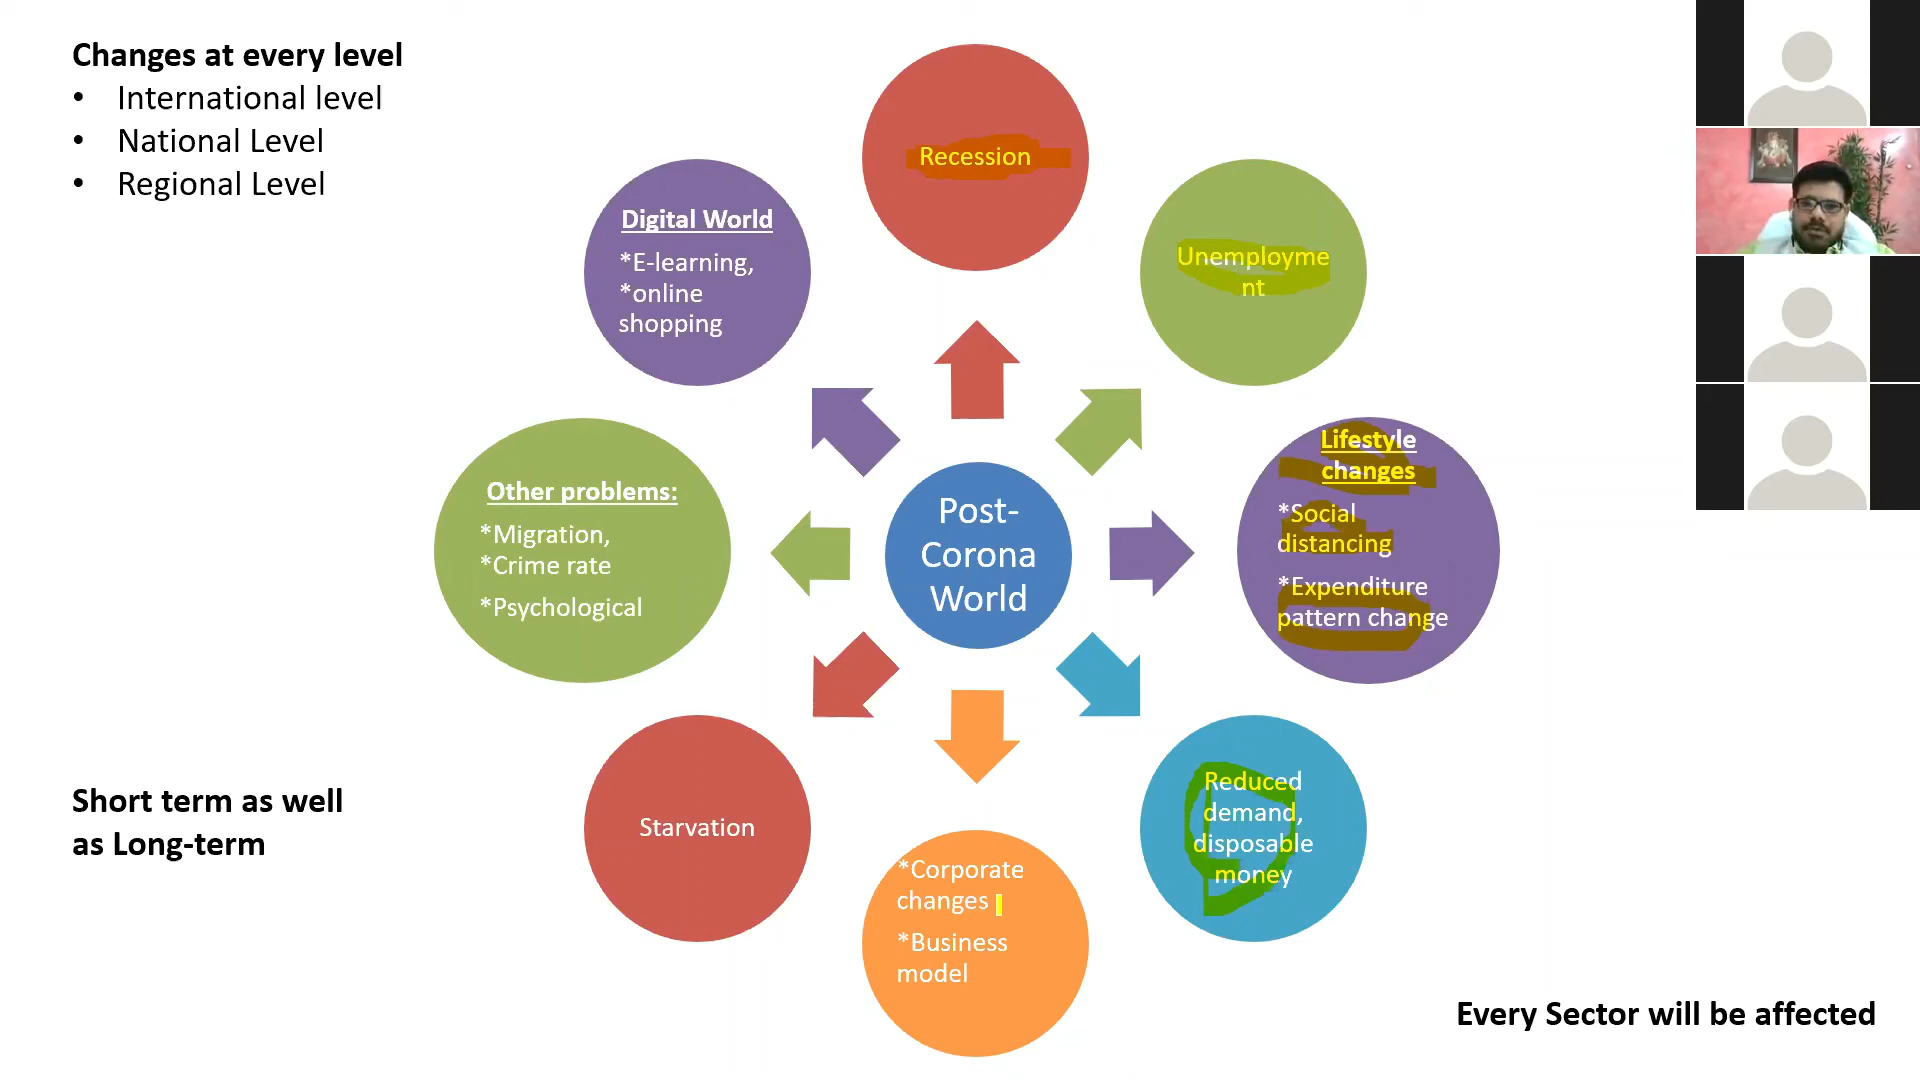 Changes at every level
• International level
• National Level
• Regional Level
Recession
Digital World
*E-learning,
*online
shopping
Unemployme
nt
Other problems:
*Migration,
*Crime rate
*Psychological
Post-
Corona
World
Lifestyle
changes
*Social
distancing
*Expenditure
pattern change
Short term as well
as Long-term
Starvation
*Corporate
changes
*Business
model
Reduced
demand,
disposable
money
Every Sector will be affected